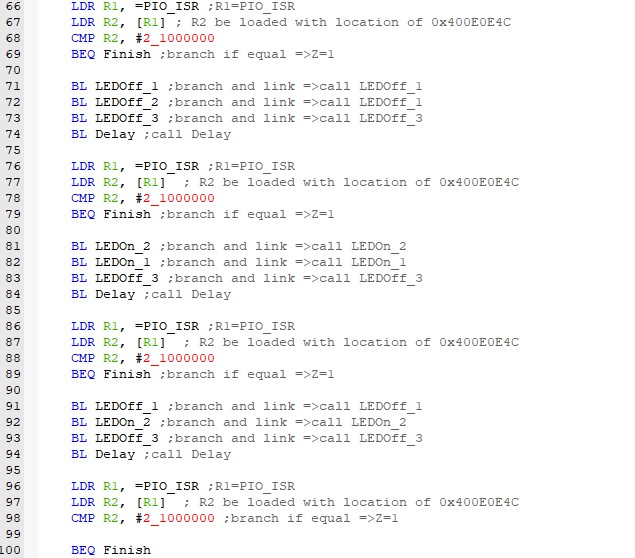 66 LDR R1, =PIO_ISR ;R1=PIO_ISR
67 LDR R2, [R1] ; R2 be loaded with location of 0x400E0E4C
68 CMP R2, #2_1000000
69 BEQ Finish ;branch if equal =>Z=1
70
71 BL LEDOff_1 ;branch and link =>call LEDOff_1
72 BL LEDOff_2 ;branch and link =>call LEDOff_1
73 BL LEDOff_3 ;branch and link =>call LEDOff_3
74 BL Delay ;call Delay
75
76 LDR R1, =PIO_ISR ;R1=PIO_ISR
77 LDR R2, [R1] ; R2 be loaded with location of 0x400E0E4C
78 CMP R2, #2_1000000
79 BEQ Finish ;branch if equal =>Z=1
80
81 BL LEDOn_2 ;branch and link =>call LEDOn_2
82 BL LEDOn_1 ;branch and link =>call LEDOn_1
83 BL LEDOff_3 ;branch and link =>call LEDOff_3
84 BL Delay ;call Delay
85
86 LDR R1, =PIO_ISR ;R1=PIO_ISR
87 LDR R2, [R1] ; R2 be loaded with location of 0x400E0E4C
88 CMP R2, #2_1000000
89 BEQ Finish ;branch if equal =>Z=1
90
91 BL LEDOff_1 ;branch and link =>call LEDOff_1
92 BL LEDOn_2 ;branch and link =>call LEDOn_2
93 BL LEDOff_3 ;branch and link =>call LEDOff_3
94 BL Delay ;call Delay
95
96 LDR R1, =PIO_ISR ;R1=PIO_ISR
97 LDR R2, [R1] ; R2 be loaded with location of 0x400E0E4C
98 CMP R2, #2_1000000 ;branch if equal =>Z=1
99
100 BEQ Finish